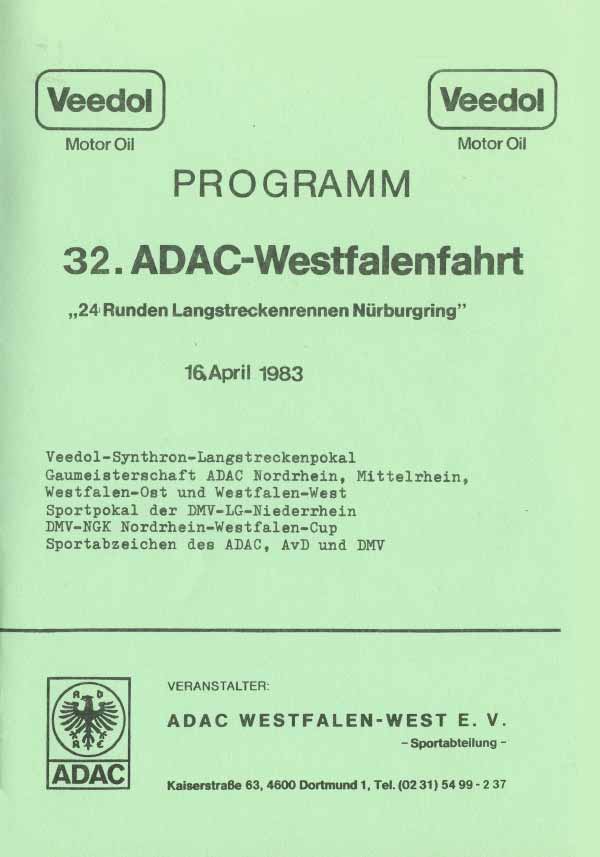 Veedol Veedol
Motor Oil Motor Oil
PROGRAMM
32. ADAC-Westfalenfahrt
„24 Runden Langstreckenrennen Nürburgring”
16. April 1983
Veedol-Synthron-Langstreckenpokal
Gaumeisterschaft ADAC Nordrhein, Mittelrhein,
Westfalen-Ost und Westfalen-West
Sportpokal der DMV-LG-Niederrhein
DMV-NGK Nordrhein-Westfalen-Cup
Sportabzeichen des ADAC, AvD und DMV
VERANSTALTER:
ADAC WESTFALEN-WEST E. V.
- Sportabteilung -
Kaiserstraße 63, 4600 Dortmund 1, Tel. (02 31) 54 99 - 2 37
ADAC